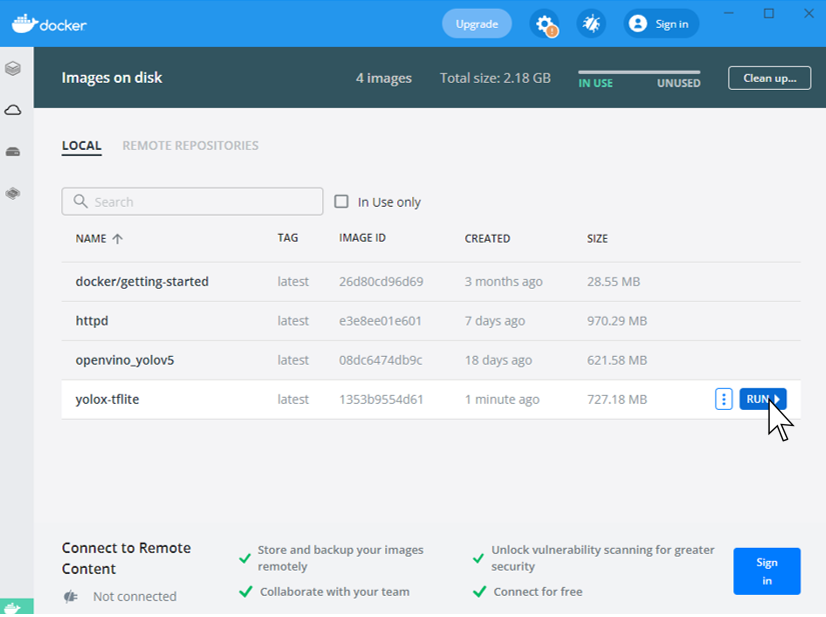 docker
Upgrade
Sign in
Images on disk
4 images
Total size: 2.18 GB
IN USE
UNUSED
Clean up...
LOCAL
REMOTE REPOSITORIES
Search
In Use only
NAME TAG IMAGE ID CREATED SIZE
docker/getting-started latest 26d80cd96d69 3 months ago 28.55 MB
httpd latest e3e8ee01e601 7 days ago 970.29 MB
openvino_yolov5 latest 08dc6474db9c 18 days ago 621.58 MB
yolox-tflite latest 1353b9554d61 1 minute ago 727.18 MB
RUN
Connect to Remote
Content
Not connected
Store and backup your images
remotely
Collaborate with your team
Unlock vulnerability scanning for greater
security
Connect for free
Sign
in